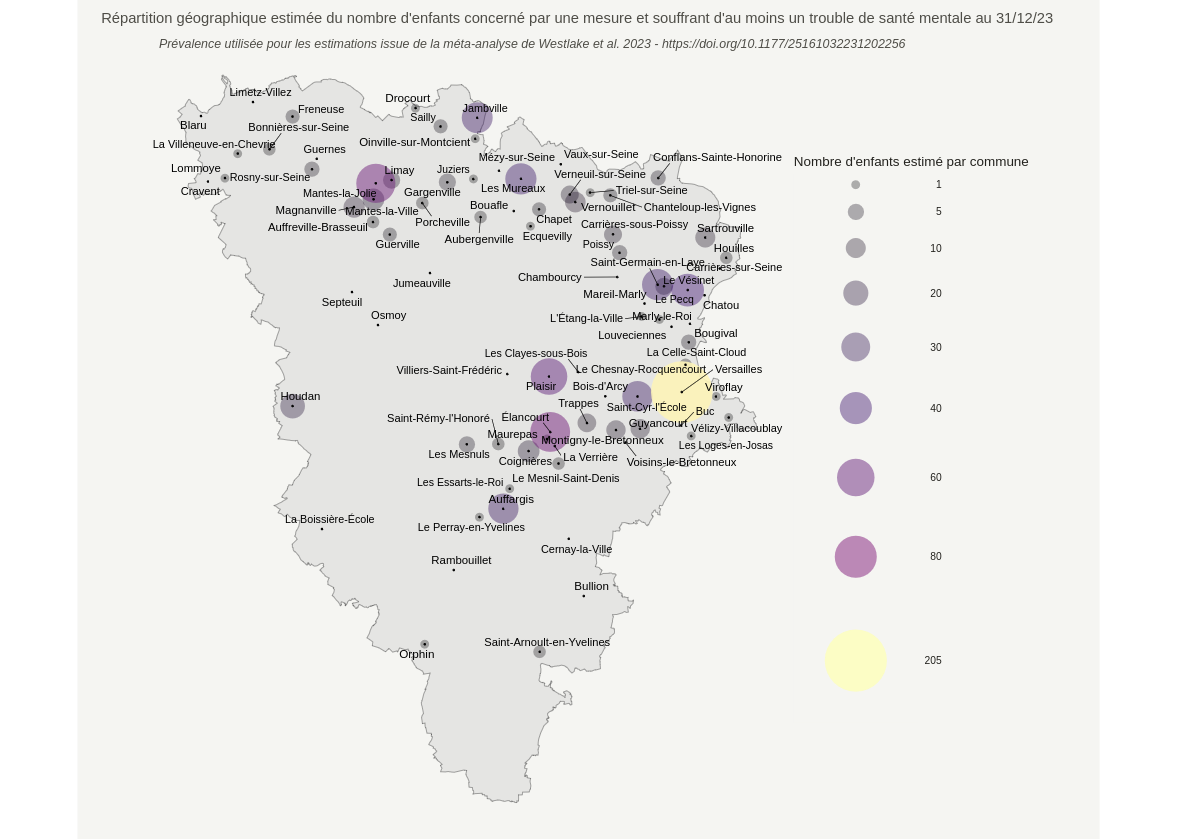 Répartition géographique estimée du nombre d'enfants concerné par une mesure et souffrant d'au moins un trouble de santé mentale au 31/12/23
Prévalence utilisée pour les estimations issue de la méta-analyse de Westlake et al. 2023 - https://doi.org/10.1177/25161032231202256
Limetz-Villez
Drocourt
Jambville
Freneuse
Sailly
Blaru
Bonnières-sur-Seine
Oinville-sur-Montcient
La Villeneuve-en-Chevrie
Guernes
Mézy-sur-Seine
Vaux-sur-Seine
Conflans-Sainte-Honorine
Nombre d'enfants estimé par commune
Lommoye
Rosny-sur-Seine
Limay
Juziers
Verneuil-sur-Seine
1
Cravent
Mantes-la-Jolie
Gargenville
Les Mureaux
Triel-sur-Seine
Magnanville
Mantes-la-Ville
Bouafle
Vernouillet
Chanteloup-les-Vignes
5
Auffreville-Brasseuil
Porcheville
Chapet
Carrières-sous-Poissy
Sartrouville
Guerville
Aubergenville
Ecquevilly
Poissy
Houilles
10
Saint-Germain-en-Laye
Carrières-sur-Seine
Jumeauville
Chambourcy
Le Vésinet
Septeuil
Mareil-Marly
Le Pecq
Chatou
20
Osmoy
L'Étang-la-Ville
Marly-le-Roi
Louveciennes
Bougival
30
Les Clayes-sous-Bois
La Celle-Saint-Cloud
Villiers-Saint-Frédéric
Le Chesnay-Rocquencourt
Versailles
Plaisir
Bois-d'Arcy
Viroflay
Houdan
Trappes
Saint-Cyr-l'École
Buc
40
Saint-Rémy-l'Honoré
Élancourt
Guyancourt
Vélizy-Villacoublay
Maurepas
Montigny-le-Bretonneux
Les Loges-en-Josas
Les Mesnuls
Coignières
La Verrière
Voisins-le-Bretonneux
Les Essarts-le-Roi
Le Mesnil-Saint-Denis
60
Auffargis
La Boissière-École
Le Perray-en-Yvelines
Cernay-la-Ville
80
Rambouillet
Bullion
Orphin
Saint-Arnoult-en-Yvelines
205